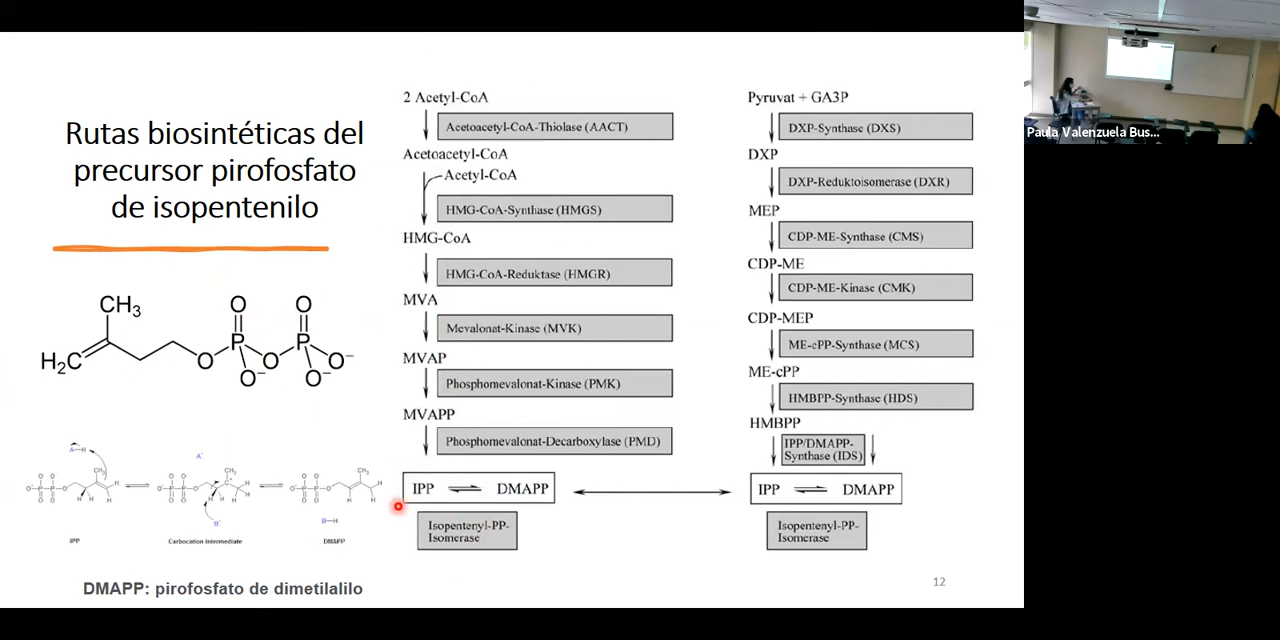 Rutas biosintéticas del
precursor pirofosfato
de isopentenilo
CH3
H2C
O
O
P
P
O
O
O⁻
O⁻
O⁻
IPP
Carbocation intermediate
DMAPP
DMAPP: pirofosfato de dimetilalilo
2 Acetyl-CoA
Acetoacetyl-CoA-Thiolase (AACT)
Acetoacetyl-CoA
Acetyl-CoA
HMG-CoA-Synthase (HMGS)
HMG-CoA
HMG-CoA-Reduktase (HMGR)
MVA
Mevalonat-Kinase (MVK)
MVAP
Phosphomevalonat-Kinase (PMK)
MVAPP
Phosphomevalonat-Decarboxylase (PMD)
IPP
DMAPP
Isopentenyl-PP-
Isomerase
Pyruvat + GA3P
DXP-Synthase (DXS)
DXP
DXP-Reduktoisomerase (DXR)
MEP
CDP-ME-Synthase (CMS)
CDP-ME
CDP-ME-Kinase (CMK)
CDP-MEP
ME-cPP-Synthase (MCS)
ME-cPP
HMBPP-Synthase (HDS)
HMBPP
IPP/DMAPP-
Synthase (IDS)
IPP
DMAPP
Isopentenyl-PP-
Isomerase
12
Paula Valenzuela Bus...